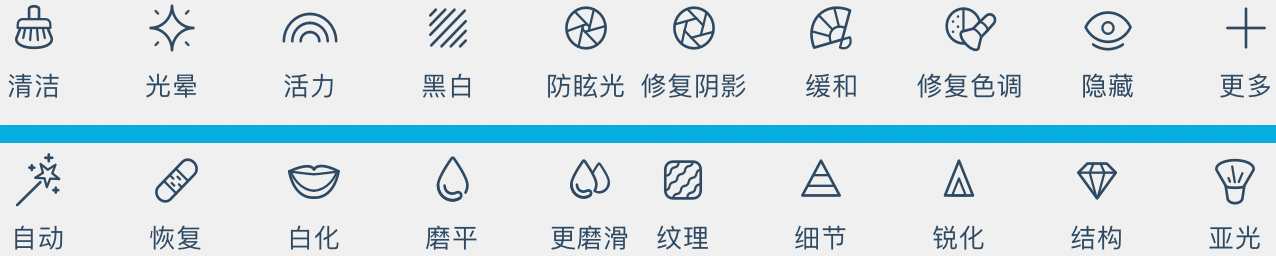 清洁 光晕 活力 黑白 防眩光 修复阴影 缓和 修复色调 隐藏 更多
自动 恢复 白化 磨平 更磨滑 纹理 细节 锐化 结构 亚光